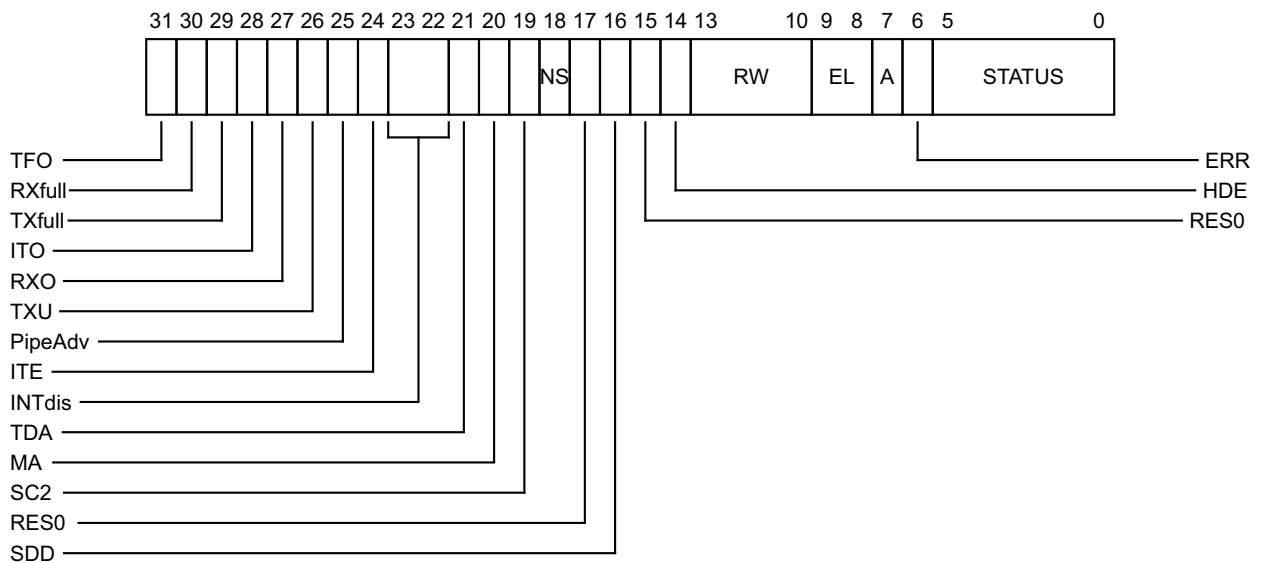 31 30 29 28 27 26 25 24 23 22 21 20 19 18 17 16 15 14 13 10 9 8 7 6 5 0
NS RW EL A STATUS
TFO ERR
RXfull HDE
TXfull RES0
ITO
RXO
TXU
PipeAdv
ITE
INTdis
TDA
MA
SC2
RES0
SDD